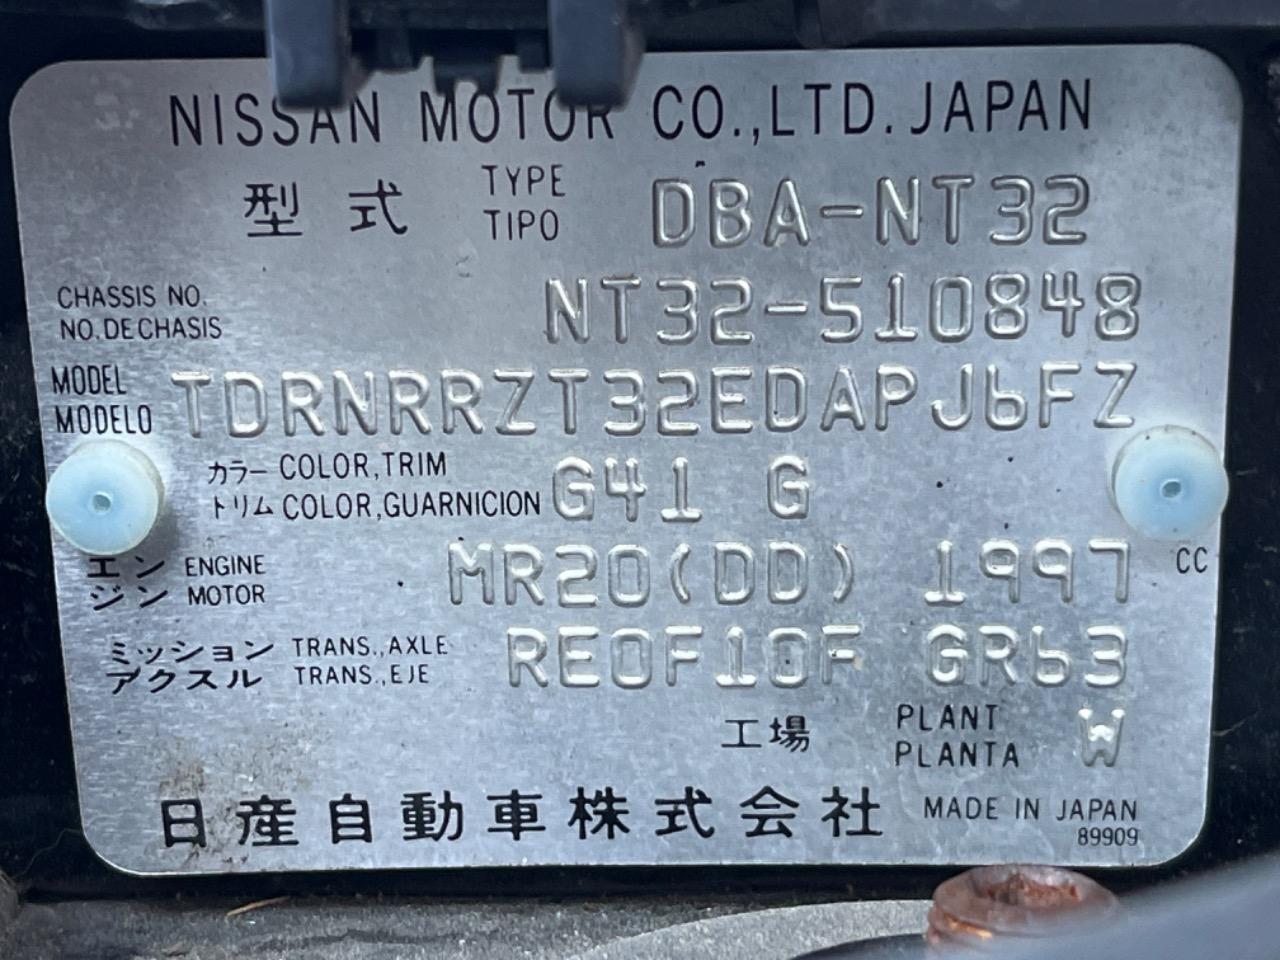 NISSAN MOTOR CO.,LTD. JAPAN
型式 TYPE DBA-NT32
TIPO
CHASSIS NO. NT32-510848
NO. DE CHASIS
MODEL TDRNRRZT32EDAPJ6FZ
MODELO
カラー COLOR,TRIM G41 G
トリム COLOR,GUARNICION
エンジン ENGINE MR20(DD) 1997 CC
MOTOR
ミッション TRANS.,AXLE RE0F10F GR63
アクスル TRANS.,EJE
工場 PLANT W
PLANTA
日産自動車株式会社 MADE IN JAPAN
89909